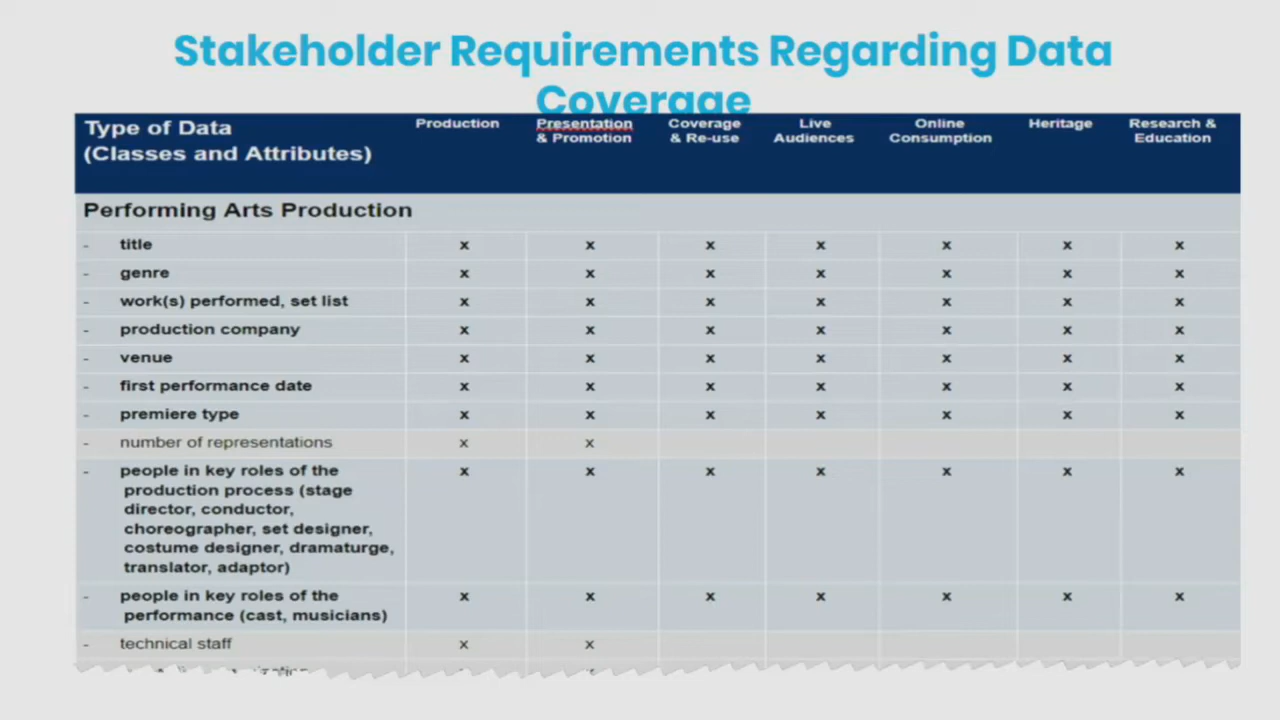 Stakeholder Requirements Regarding Data
Coverage
Type of Data
(Classes and Attributes)
Production
Presentation
& Promotion
Coverage
& Re-use
Live
Audiences
Online
Consumption
Heritage
Research &
Education
Performing Arts Production
- title x x x x x x x
- genre x x x x x x x
- work(s) performed, set list x x x x x x x
- production company x x x x x x x
- venue x x x x x x x
- first performance date x x x x x x x
- premiere type x x x x x x x
- number of representations x x
- people in key roles of the x x x x x x x
production process (stage
director, conductor,
choreographer, set designer,
costume designer, dramaturge,
translator, adaptor)
- people in key roles of the x x x x x x x
performance (cast, musicians)
- technical staff x x